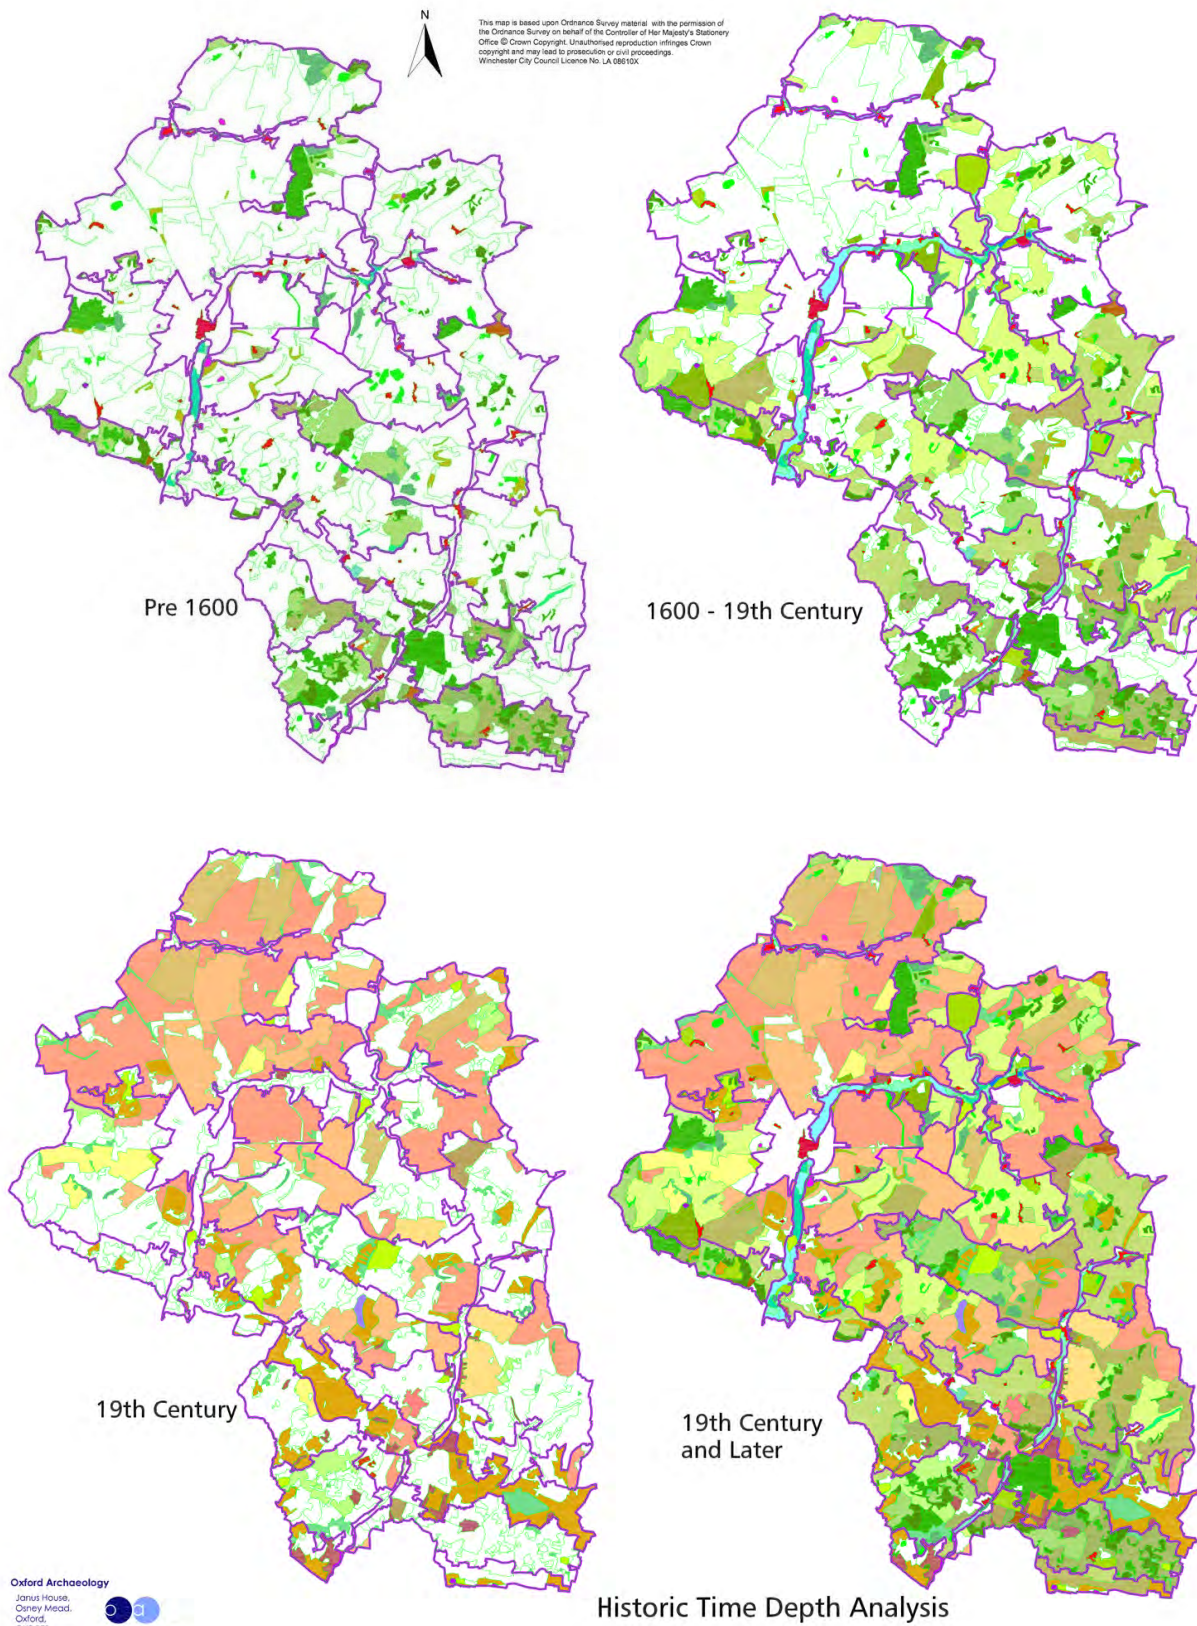 N
This map is based upon Ordnance Survey material with the permission of
the Ordnance Survey on behalf of the Controller of Her Majesty's Stationery
Office © Crown Copyright. Unauthorised reproduction infringes Crown
copyright and may lead to prosecution or civil proceedings.
Winchester City Council Licence No. LA 08610X
Pre 1600
1600 - 19th Century
19th Century
19th Century
and Later
Oxford Archaeology
Janus House,
Osney Mead,
Oxford,
oa
Historic Time Depth Analysis